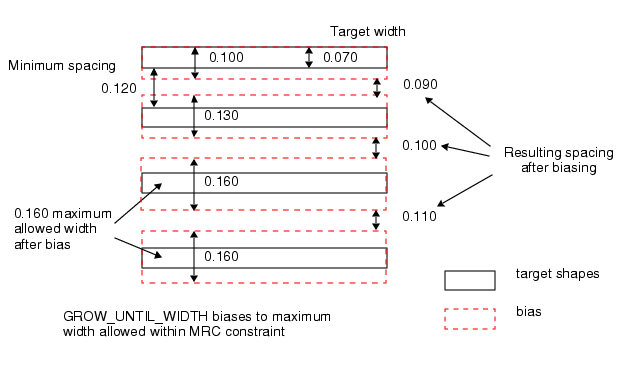 Target width
0.100
0.070
Minimum spacing
0.120
0.090
0.130
0.100
Resulting spacing
after biasing
0.160
0.160 maximum
allowed width
after bias
0.110
0.160
target shapes
bias
GROW_UNTIL_WIDTH biases to maximum
width allowed within MRC constraint